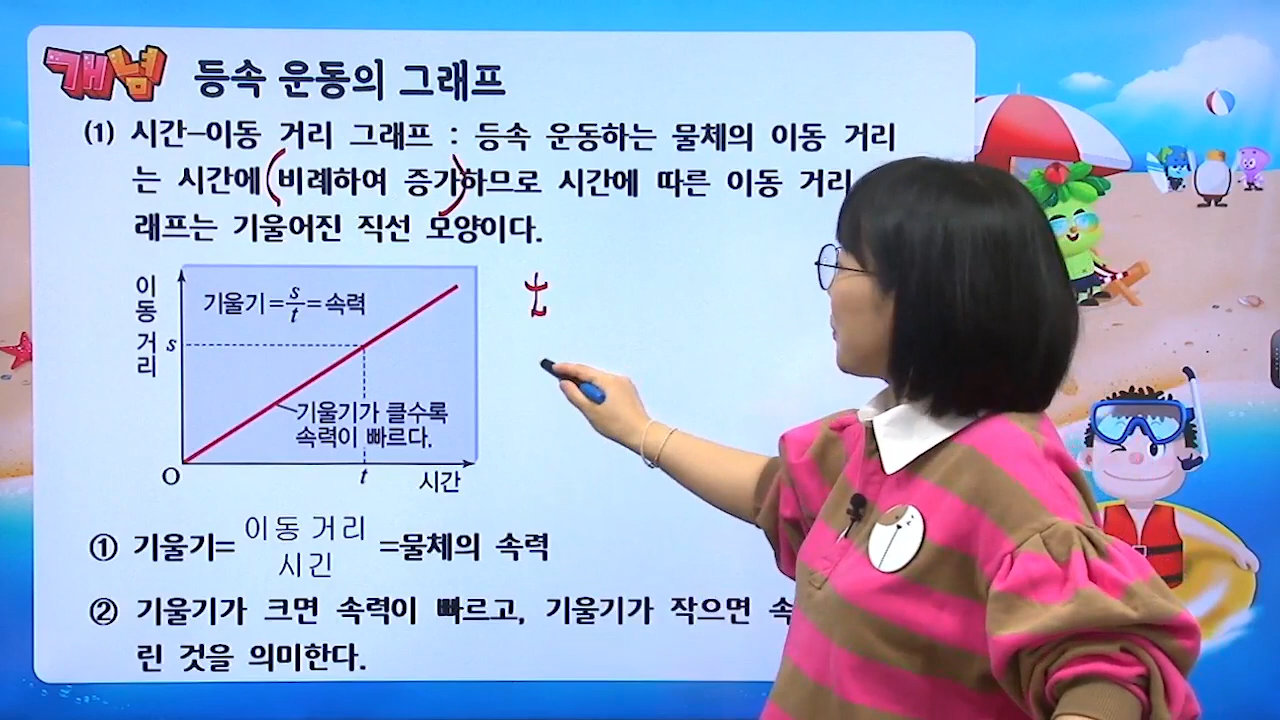 개념 등속 운동의 그래프
(1) 시간–이동 거리 그래프 : 등속 운동하는 물체의 이동 거리
는 시간에 비례하여 증가하므로 시간에 따른 이동 거리
래프는 기울어진 직선 모양이다.
이동 거리
기울기=s/t=속력
t
s
기울기가 클수록
속력이 빠르다.
O
t
시간
① 기울기=이동 거리/시간=물체의 속력
② 기울기가 크면 속력이 빠르고, 기울기가 작으면 속
린 것을 의미한다.